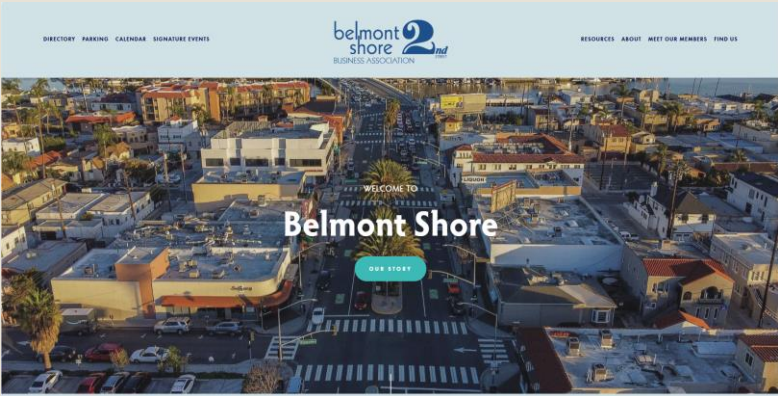 DIRECTORY PARKING CALENDAR SIGNATURE EVENTS
belmont
shore 2nd
BUSINESS ASSOCIATION
RESOURCES ABOUT MEET OUR MEMBERS FIND US
WELCOME TO
LIQUOR
Belmont Shore
OUR STORY